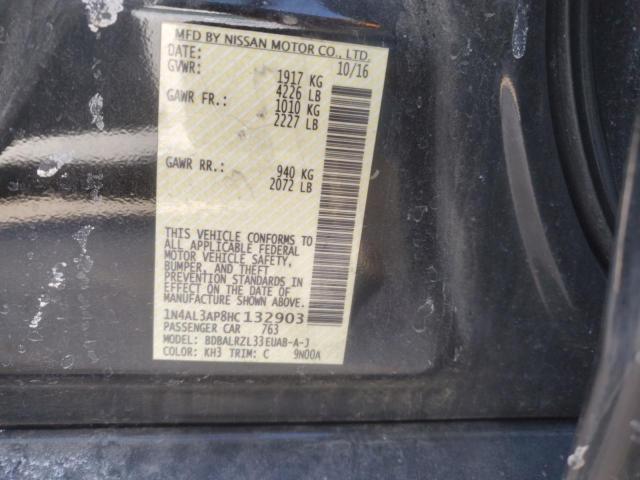 MFD BY NISSAN MOTOR CO., LTD.
DATE: 10/16
GVWR: 1917 KG
4226 LB
GAWR FR.: 1010 KG
2227 LB
GAWR RR.: 940 KG
2072 LB
THIS VEHICLE CONFORMS TO
ALL APPLICABLE FEDERAL
MOTOR VEHICLE SAFETY,
BUMPER, AND THEFT
PREVENTION STANDARDS IN
EFFECT ON THE DATE OF
MANUFACTURE SHOWN ABOVE.
1N4AL3AP8HC132903
PASSENGER CAR 763
MODEL: BDBALRZL33EUAB-A-J
COLOR: KH3 TRIM: C 9N00A